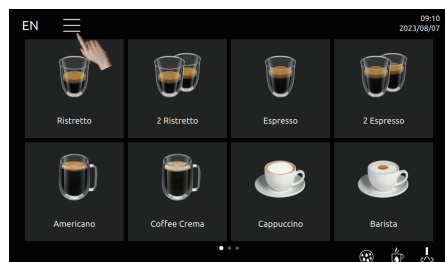 EN
09:10
2023/08/07
Ristretto
2 Ristretto
Espresso
2 Espresso
Americano
Coffee Crema
Cappuccino
Barista